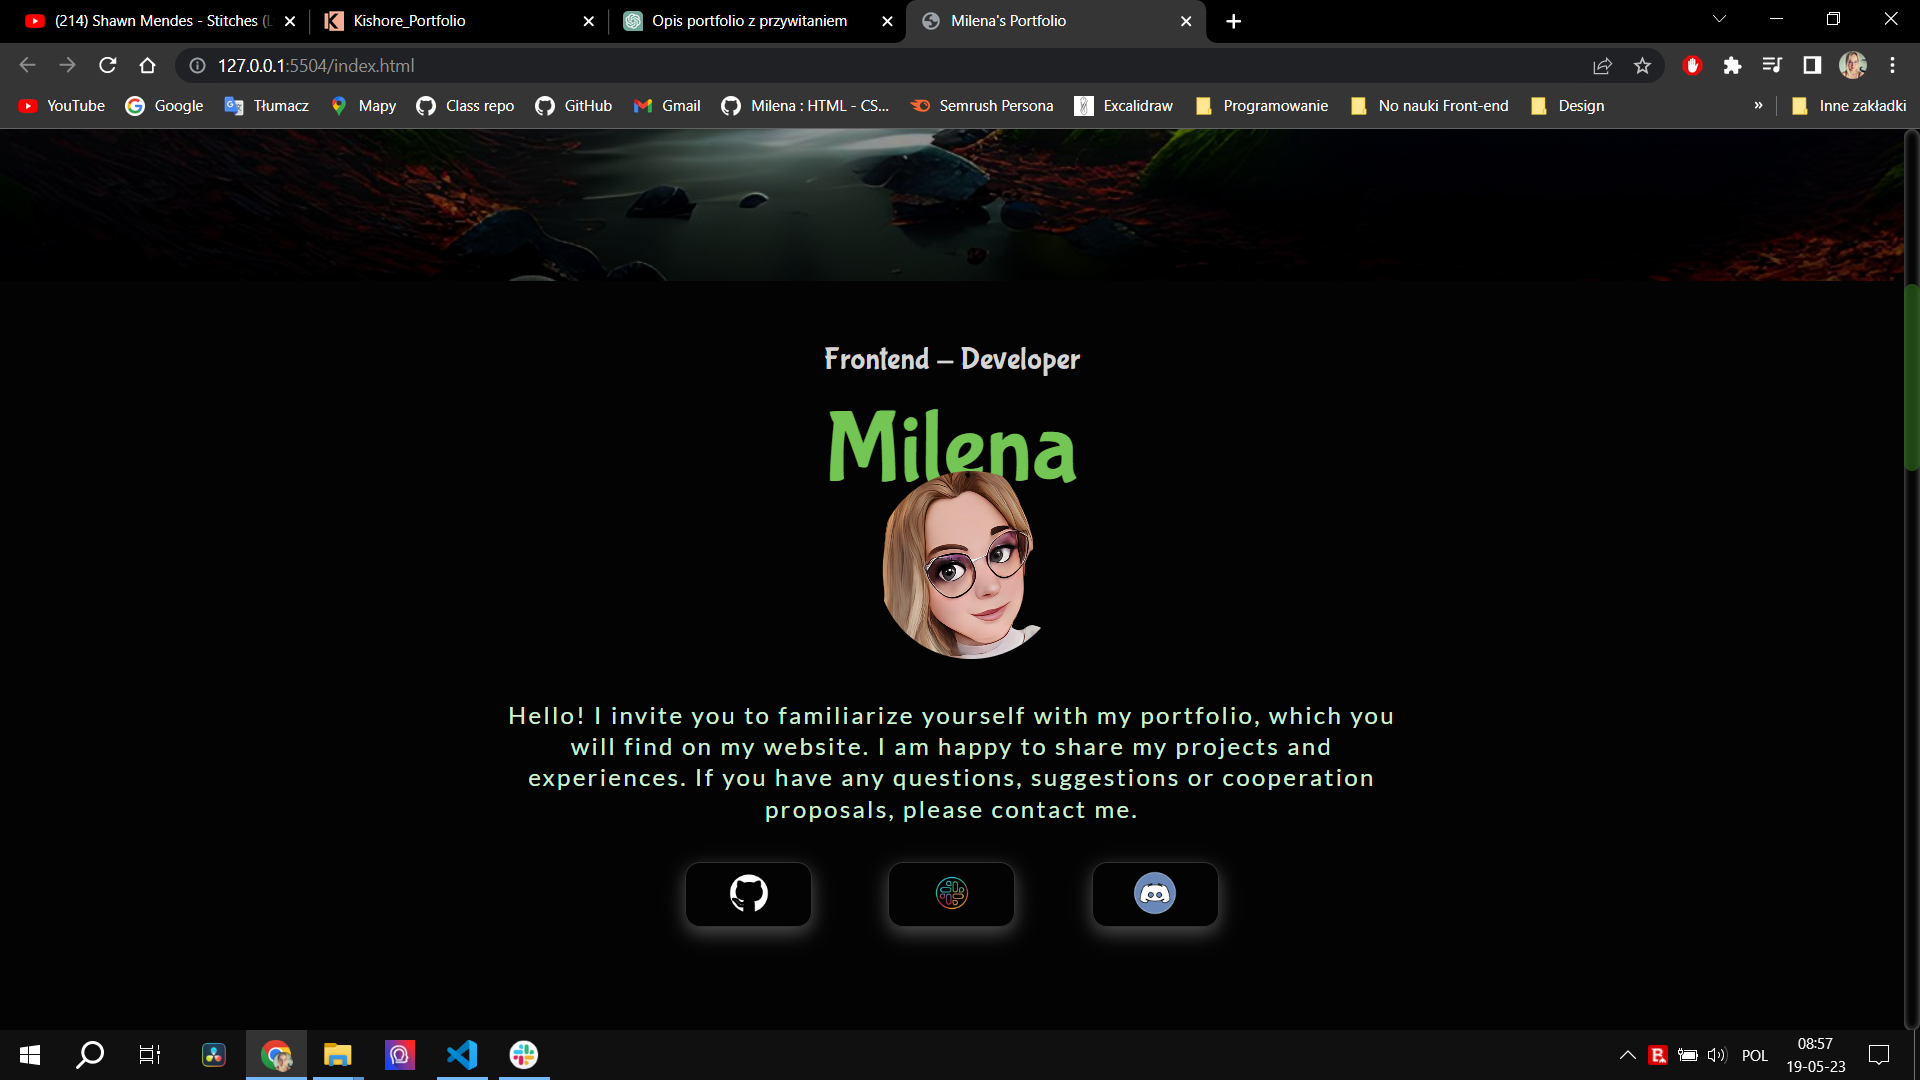 (214) Shawn Mendes - Stitches (L
Kishore_Portfolio
Opis portfolio z przywitaniem
Milena's Portfolio
127.0.0.1:5504/index.html
YouTube
Google
Tłumacz
Mapy
Class repo
GitHub
Gmail
Milena : HTML - CS...
Semrush Persona
Excalidraw
Programowanie
No nauki Front-end
Design
»
Inne zakładki
Frontend – Developer
Milena
Hello! I invite you to familiarize yourself with my portfolio, which you
will find on my website. I am happy to share my projects and
experiences. If you have any questions, suggestions or cooperation
proposals, please contact me.
POL
08:57
19-05-23